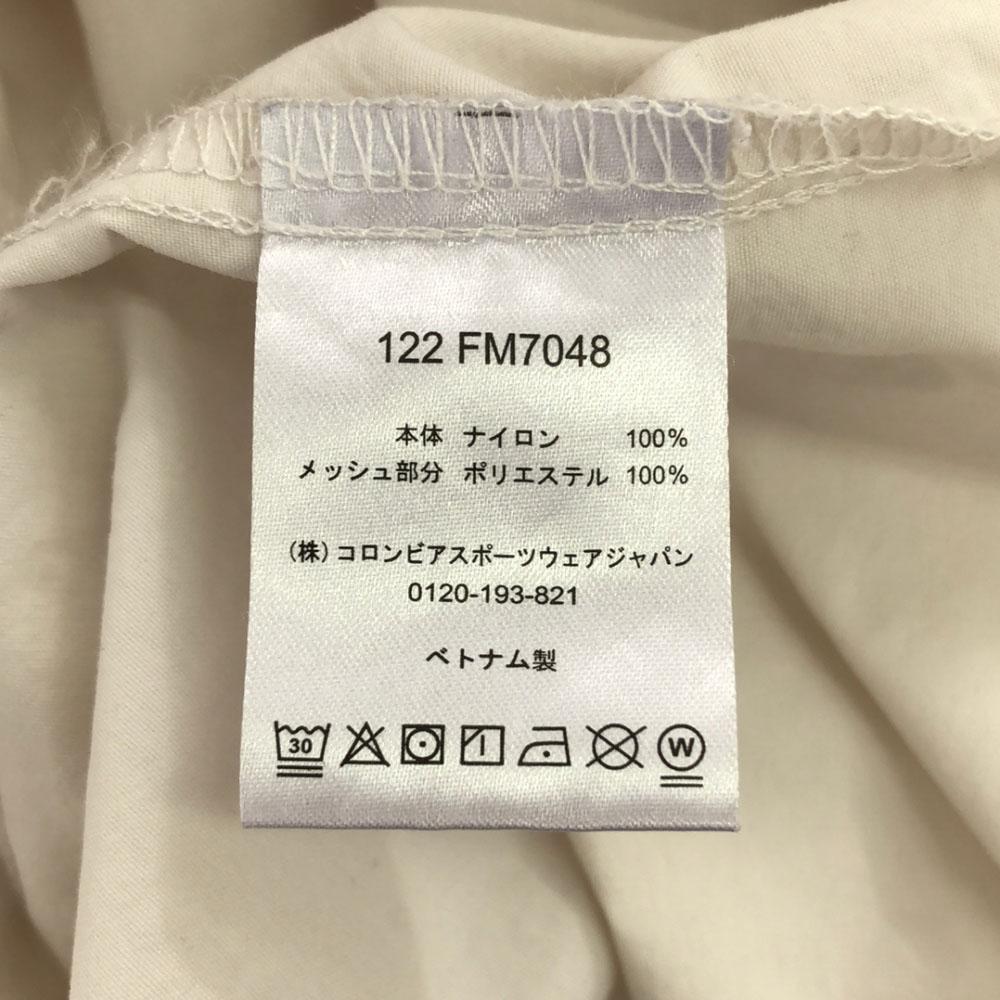 122 FM7048
本体 ナイロン 100%
メッシュ部分 ポリエステル 100%
(株)コロンビアスポーツウェアジャパン
0120-193-821
ベトナム製
30 W